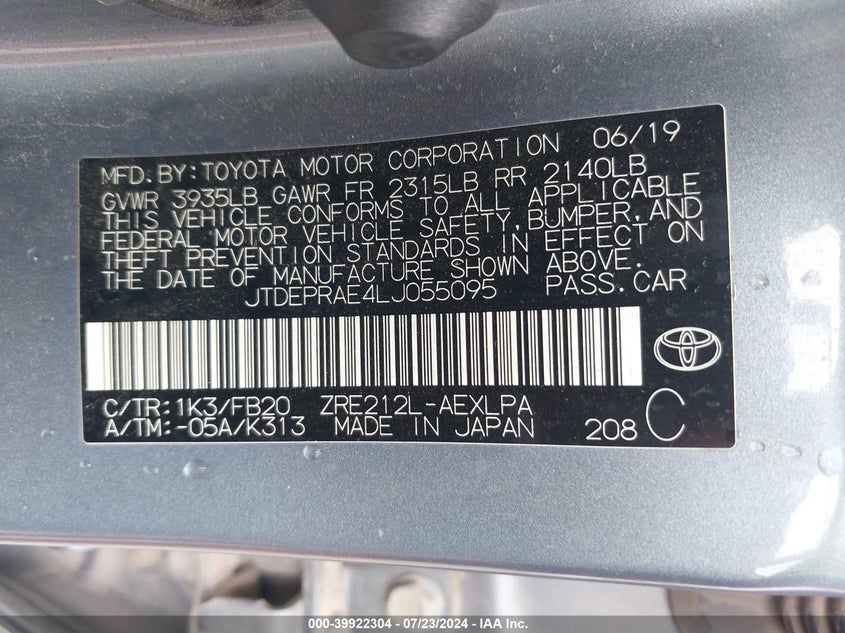 MFD. BY: TOYOTA MOTOR CORPORATION 06/19
GVWR 3935LB GAWR FR 2315LB RR 2140LB
THIS VEHICLE CONFORMS TO ALL APPLICABLE
FEDERAL MOTOR VEHICLE SAFETY, BUMPER, AND
THEFT PREVENTION STANDARDS IN EFFECT ON
THE DATE OF MANUFACTURE SHOWN ABOVE.
JTDEPRAE4LJ055095 PASS. CAR
C/TR: 1K3/FB20 ZRE212L-AEXLPA
A/TM: -05A/K313 MADE IN JAPAN 208 C
000-39922304 - 07/23/2024 - IAA Inc.